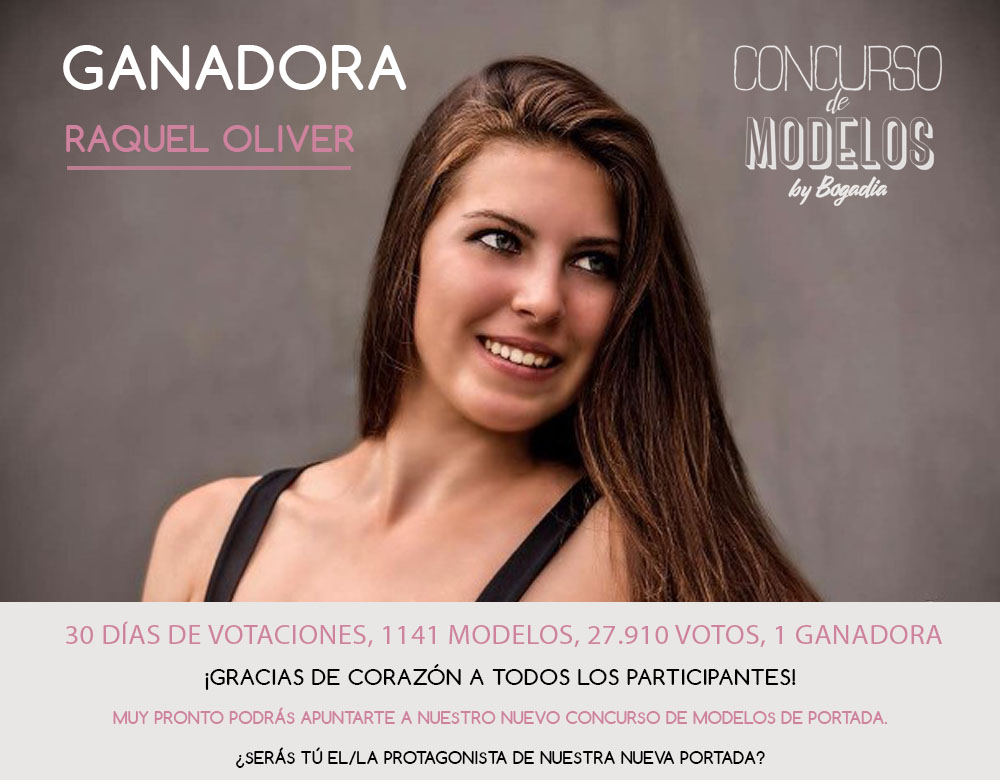 GANADORA
RAQUEL OLIVER
CONCURSO
de
MODELOS
by Bogadia
30 DÍAS DE VOTACIONES, 1141 MODELOS, 27.910 VOTOS, 1 GANADORA
¡GRACIAS DE CORAZÓN A TODOS LOS PARTICIPANTES!
MUY PRONTO PODRÁS APUNTARTE A NUESTRO NUEVO CONCURSO DE MODELOS DE PORTADA.
¿SERÁS TÚ EL/LA PROTAGONISTA DE NUESTRA NUEVA PORTADA?